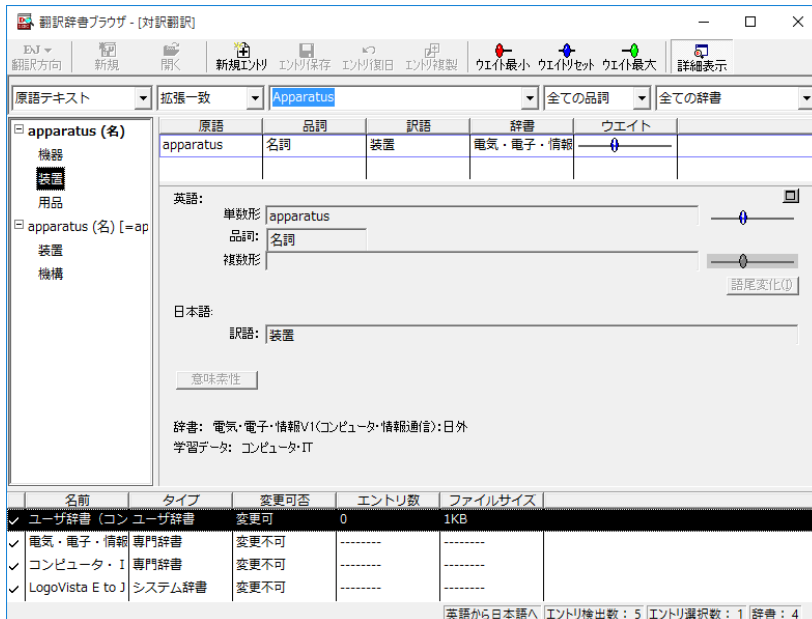 翻訳辞書ブラウザ - [対訳翻訳]
EXJ
翻訳方向 新規 開く 新規エントリ エントリ保存 エントリ復旧 エントリ複製 ウエイト最小 ウエイトリセット ウエイト最大 詳細表示
原語テキスト 拡張一致 Apparatus 全ての品詞 全ての辞書
apparatus (名)
機器
装置
用品
apparatus (名) [=ap
装置
機構
原語 品詞 訳語 辞書 ウエイト
apparatus 名詞 装置 電気・電子・情報
英語:
単数形 apparatus
品詞: 名詞
複数形
語尾変化(I)
日本語:
訳語: 装置
意味索性
辞書: 電気・電子・情報V1(コンピュータ・情報通信):日外
学習データ: コンピュータ・IT
名前 タイプ 変更可否 エントリ数 ファイルサイズ
✓ ユーザ辞書 (コン ユーザ辞書 変更可 0 1KB
✓ 電気・電子・情報 専門辞書 変更不可 -------- --------
✓ コンピュータ・I 専門辞書 変更不可 -------- --------
✓ LogoVista E to J システム辞書 変更不可 -------- --------
英語から日本語へ エントリ検出数: 5 エントリ選択数: 1 辞書: 4